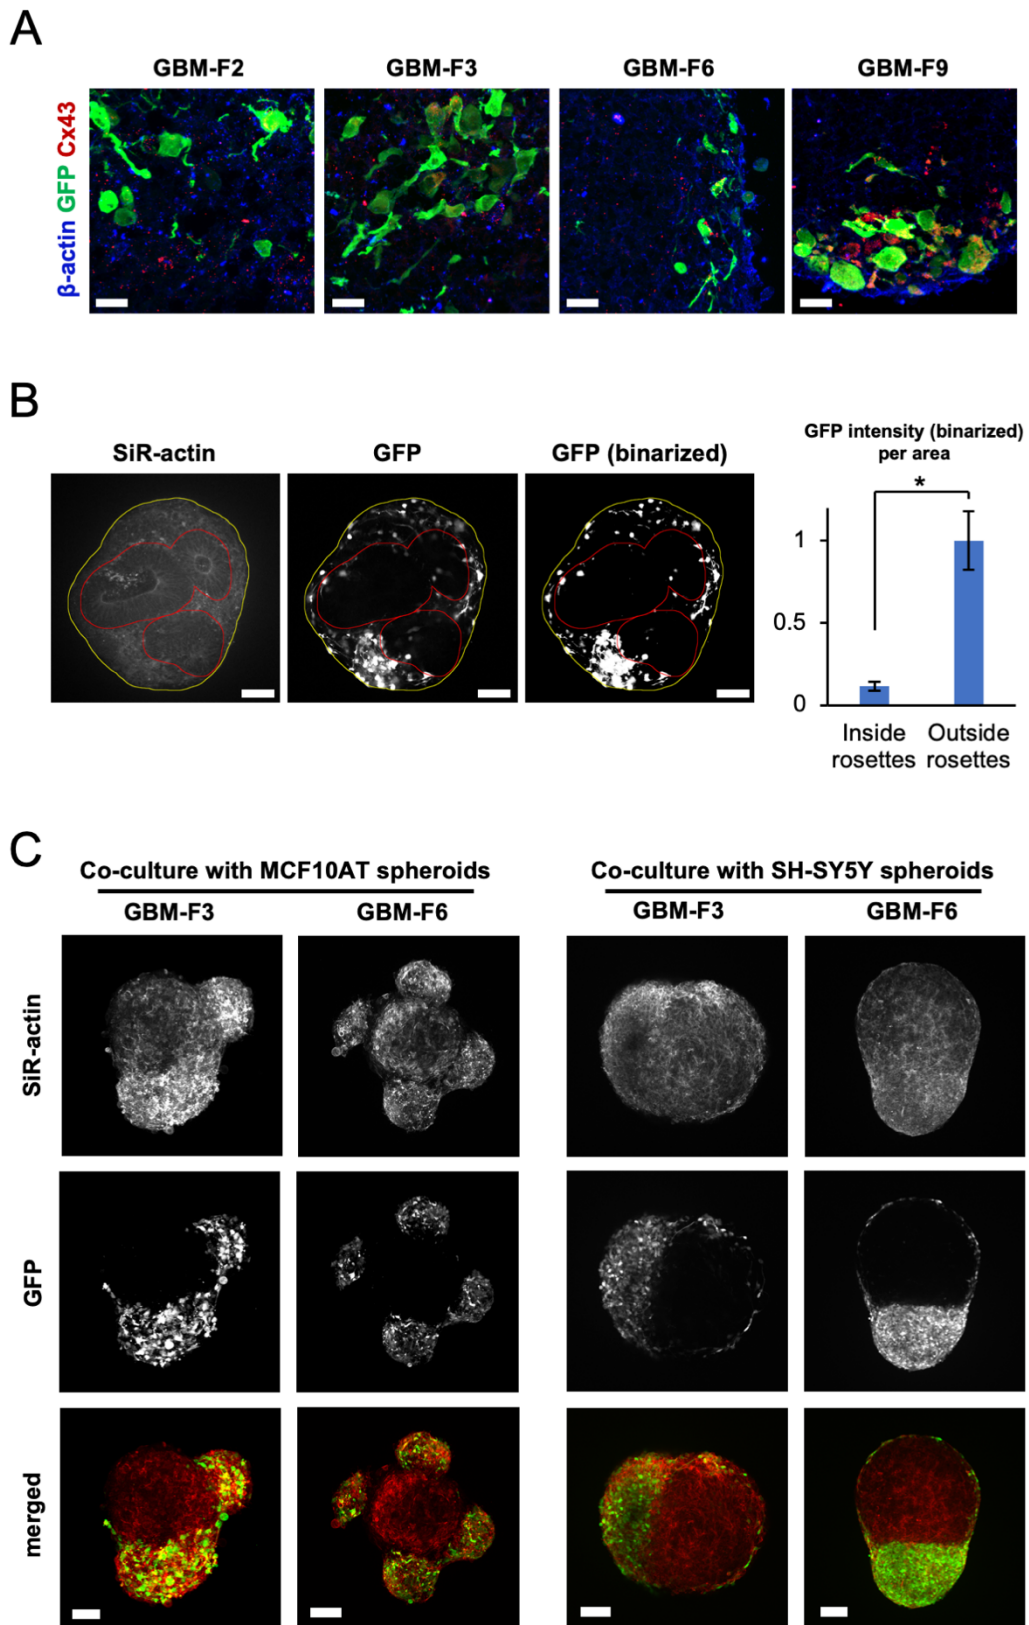 A
GBM-F2 GBM-F3 GBM-F6 GBM-F9
β-actin GFP Cx43
B
SiR-actin GFP GFP (binarized)
GFP intensity (binarized)
per area
*
1
0.5
0
Inside Outside
rosettes rosettes
C
Co-culture with MCF10AT spheroids Co-culture with SH-SY5Y spheroids
GBM-F3 GBM-F6 GBM-F3 GBM-F6
SiR-actin
GFP
merged